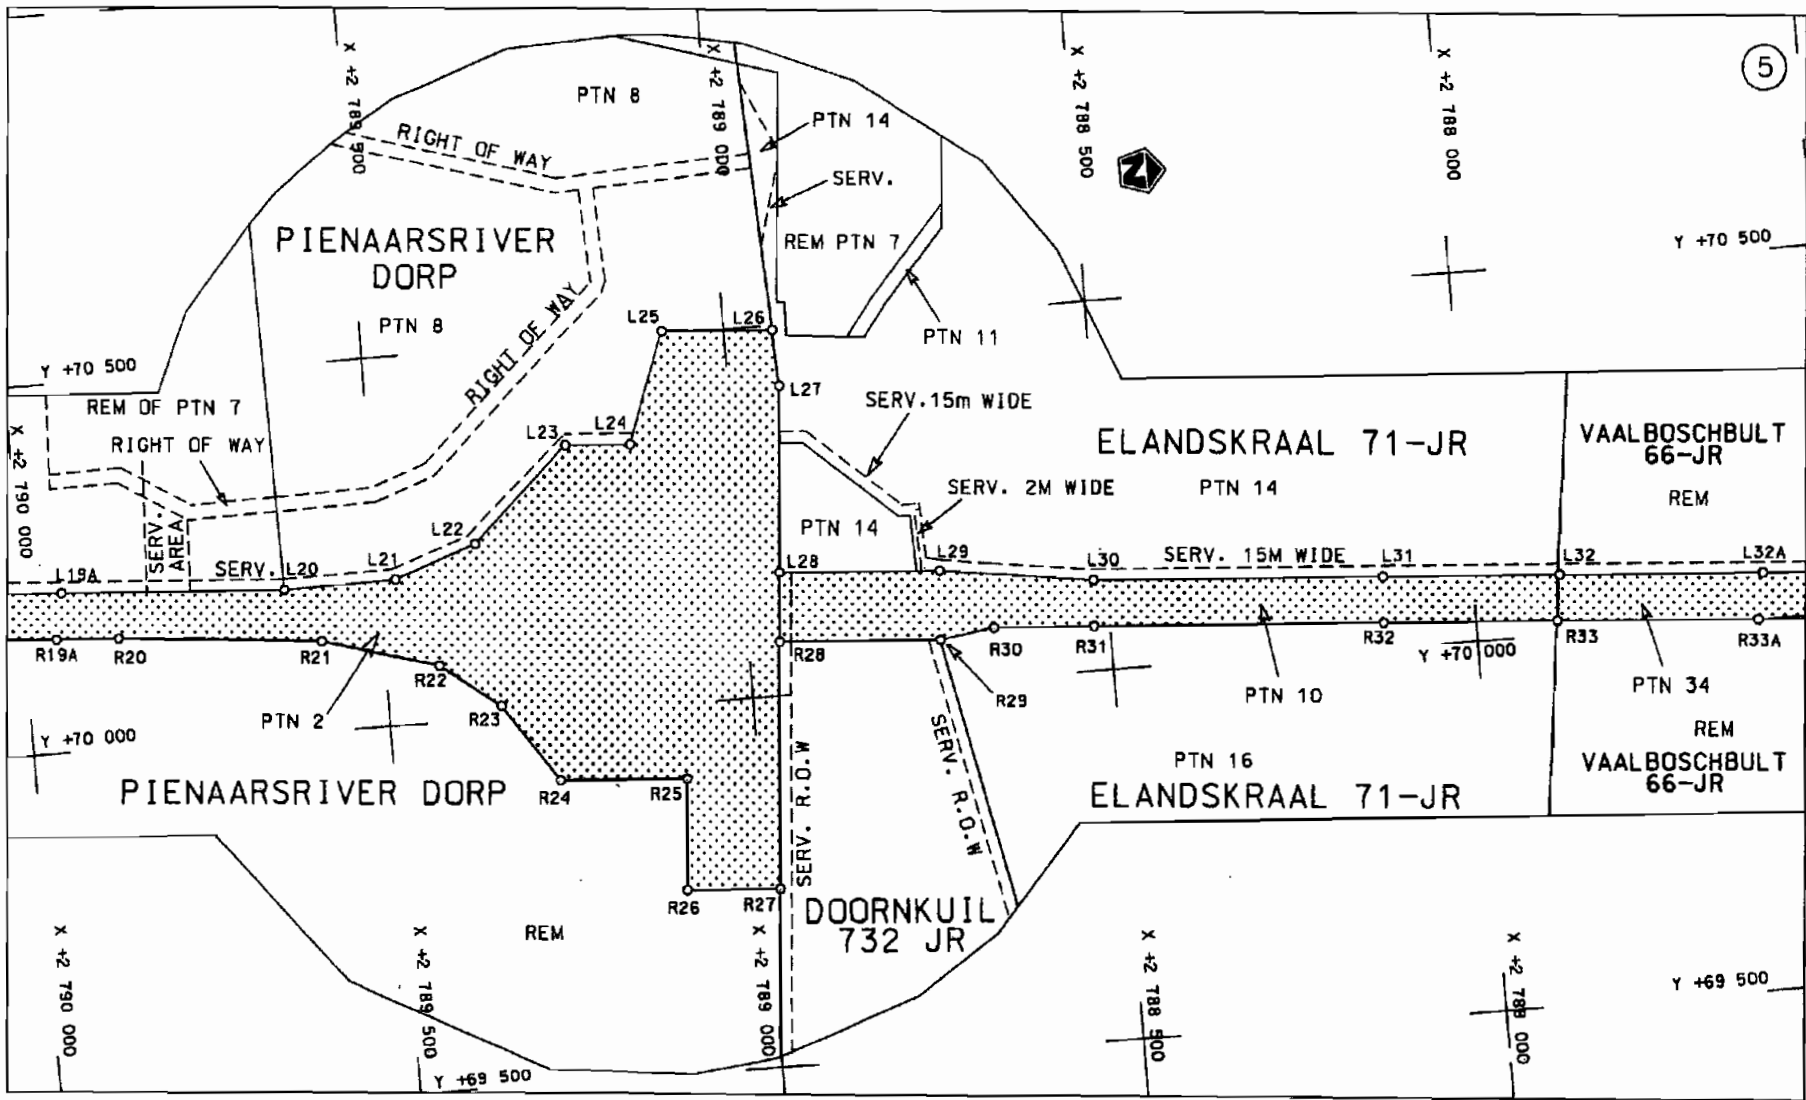 X +2 789 500
X +2 789 000
X +2 788 500
X +2 788 000
5
PTN 8
PTN 14
RIGHT OF WAY
N
SERV.
PIENAARSRIVER
DORP
REM PTN 7
Y +70 500
PTN 8
L25
L26
RIGHT OF WAY
PTN 11
Y +70 500
L27
REM OF PTN 7
SERV.15m WIDE
X +2 790 000
RIGHT OF WAY
L23
L24
ELANDSKRAAL 71-JR
VAALBOSCHBULT
66-JR
SERV. 2M WIDE
PTN 14
REM
SERV.
AREA
L22
PTN 14
L19A
SERV.
L20
L21
L28
L29
L30
SERV. 15M WIDE
L31
L32
L32A
R19A
R20
R21
R22
R23
R28
R29
R30
R31
R32
Y +70 000
R33
R33A
PTN 2
PTN 10
PTN 34
Y +70 000
REM
PTN 16
VAALBOSCHBULT
66-JR
PIENAARSRIVER DORP
R24
R25
SERV. R.O.W
SERV. R.O.W
ELANDSKRAAL 71-JR
R26
R27
DOORNKUIL
732 JR
REM
X +2 790 000
X +2 789 500
X +2 789 000
X +2 788 500
X +2 788 000
Y +69 500
Y +69 500